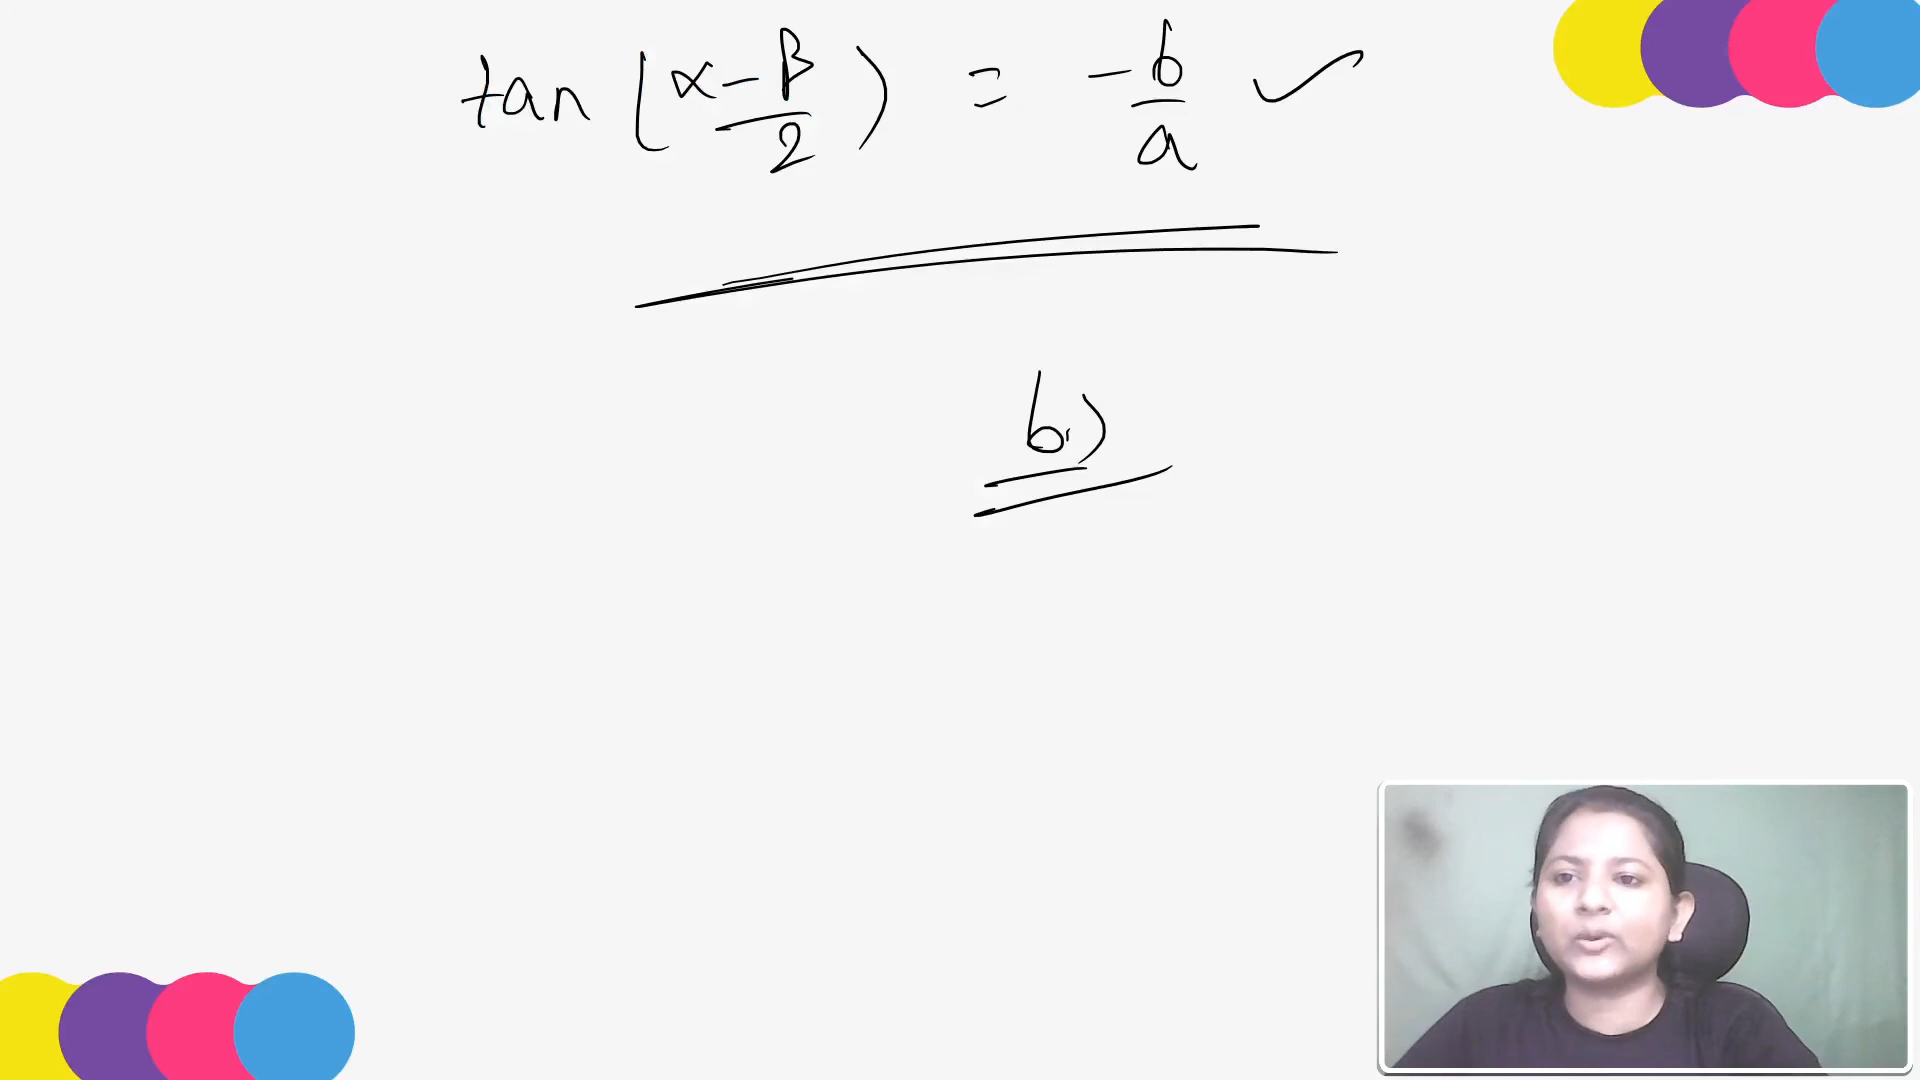 tan (α-β/2) = -b/a ✓
b)